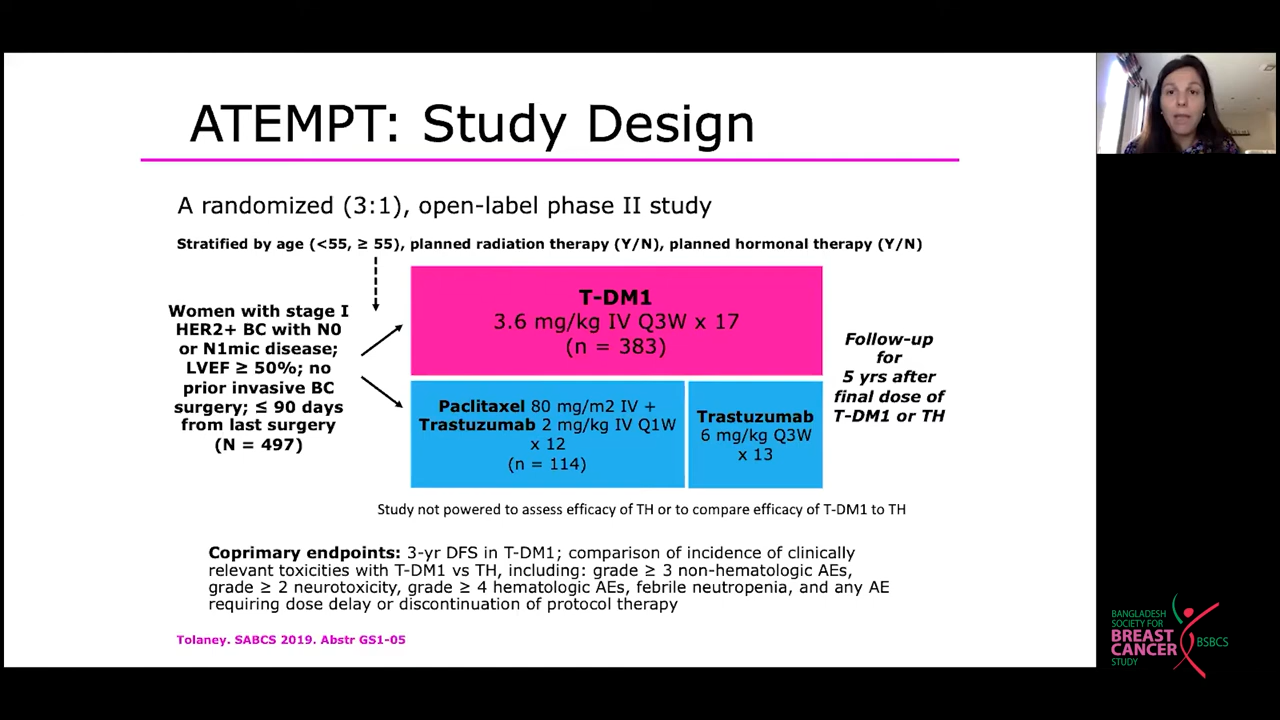 ATEMPT: Study Design
A randomized (3:1), open-label phase II study
Stratified by age (<55, ≥ 55), planned radiation therapy (Y/N), planned hormonal therapy (Y/N)
Women with stage I
HER2+ BC with N0
or N1mic disease;
LVEF ≥ 50%; no
prior invasive BC
surgery; ≤ 90 days
from last surgery
(N = 497)
T-DM1
3.6 mg/kg IV Q3W x 17
(n = 383)
Paclitaxel 80 mg/m2 IV +
Trastuzumab 2 mg/kg IV Q1W
x 12
(n = 114)
Trastuzumab
6 mg/kg Q3W
x 13
Follow-up
for
5 yrs after
final dose of
T-DM1 or TH
Study not powered to assess efficacy of TH or to compare efficacy of T-DM1 to TH
Coprimary endpoints: 3-yr DFS in T-DM1; comparison of incidence of clinically
relevant toxicities with T-DM1 vs TH, including: grade ≥ 3 non-hematologic AEs,
grade ≥ 2 neurotoxicity, grade ≥ 4 hematologic AEs, febrile neutropenia, and any AE
requiring dose delay or discontinuation of protocol therapy
Tolaney. SABCS 2019. Abstr GS1-05
BANGLADESH
SOCIETY FOR
BREAST
CANCER
STUDY
BSBCS